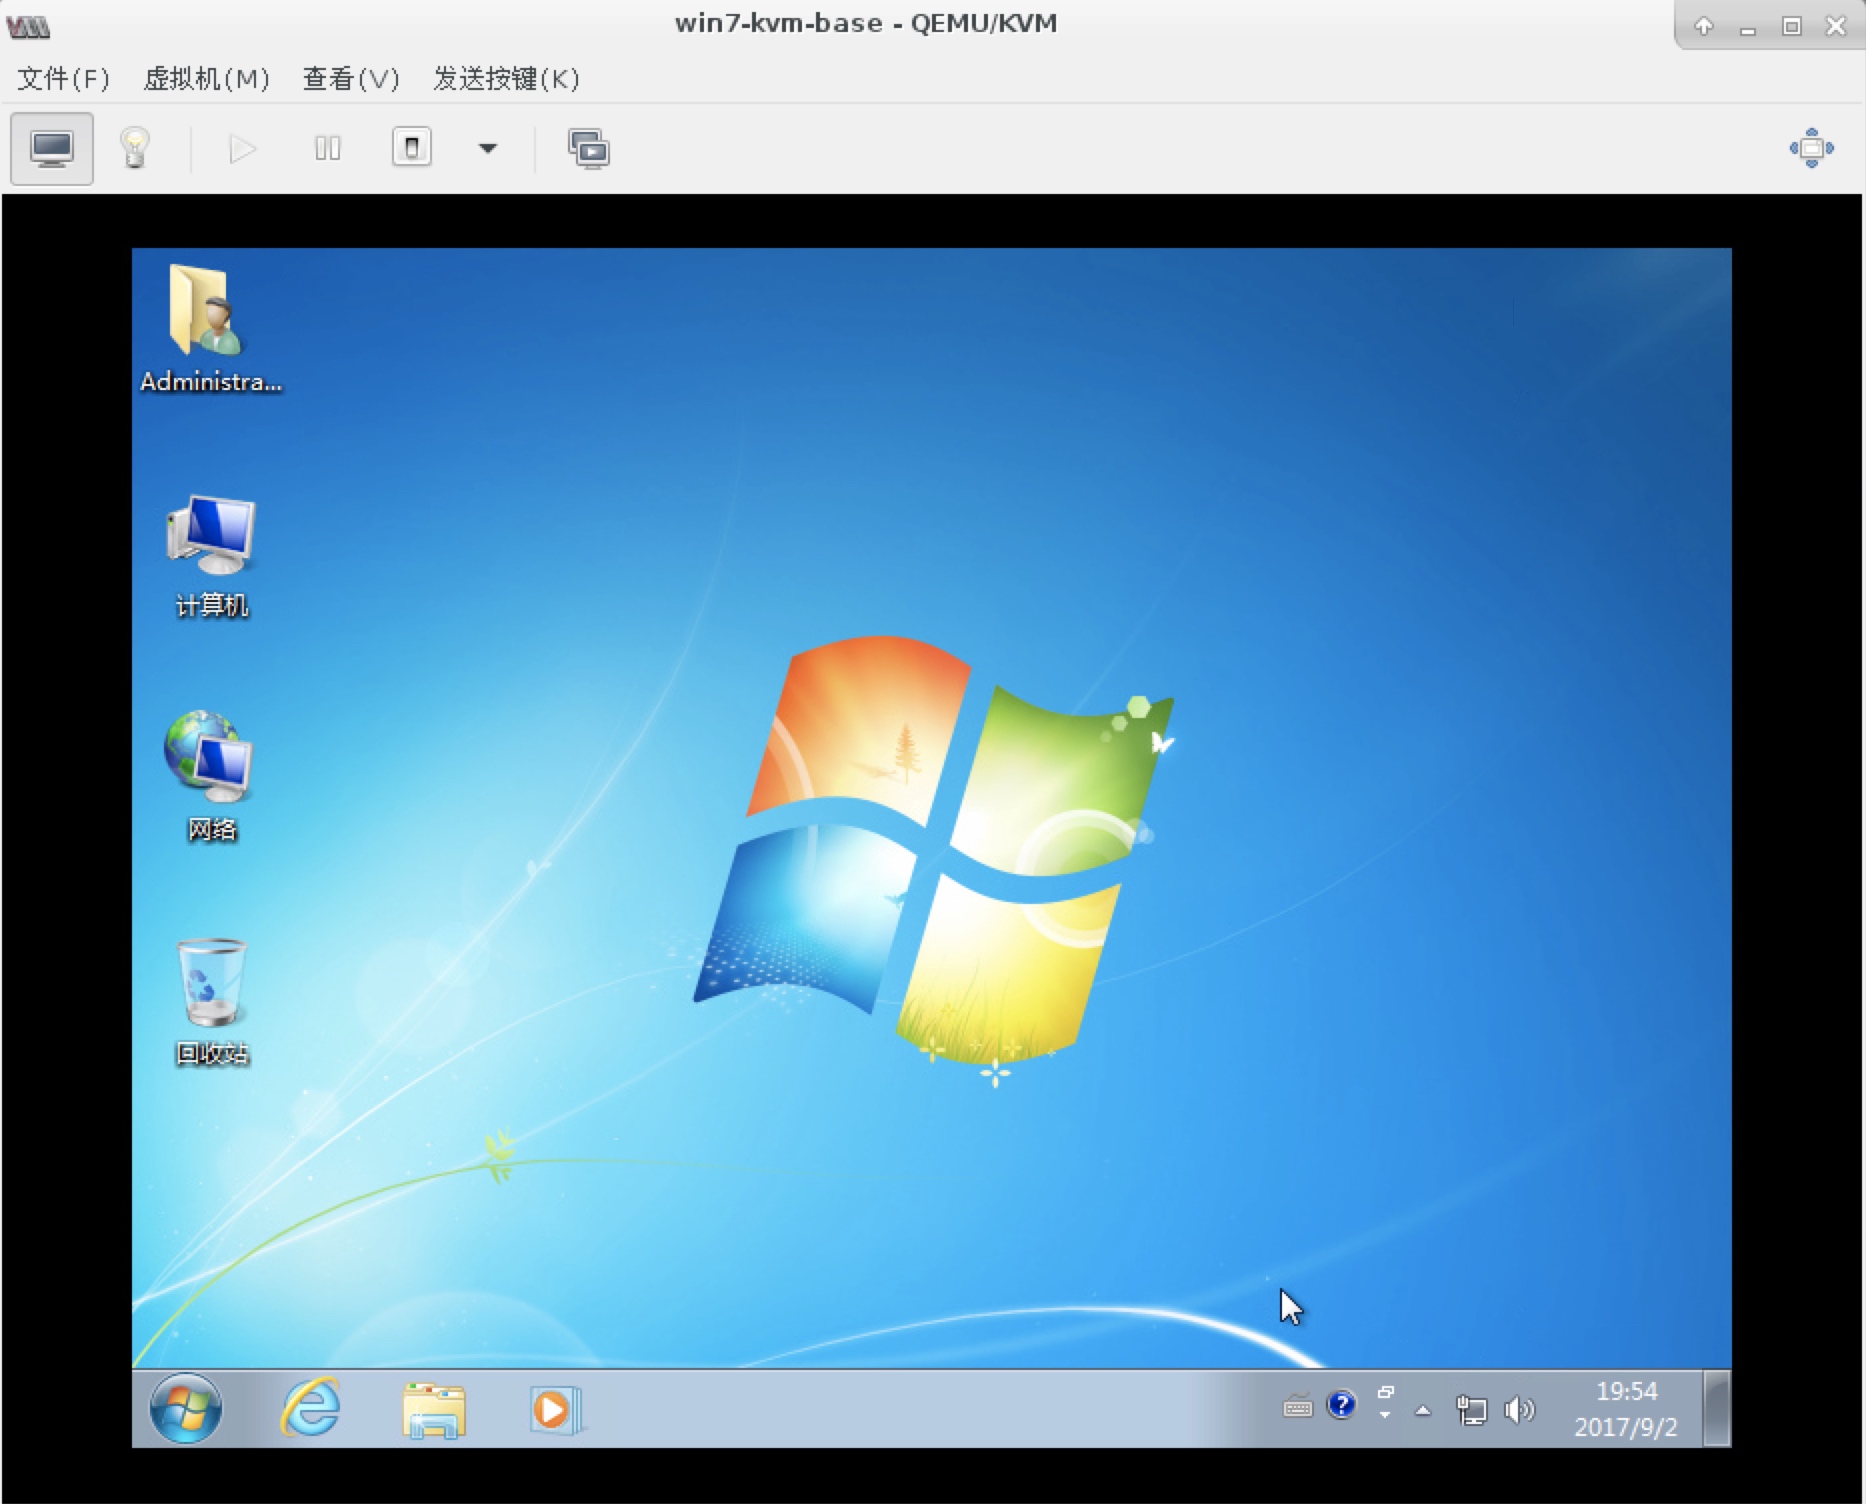 win7-kvm-base - QEMU/KVM
文件(F) 虚拟机(M) 查看(V) 发送按键(K)
Administra...
计算机
网络
回收站
19:54
2017/9/2